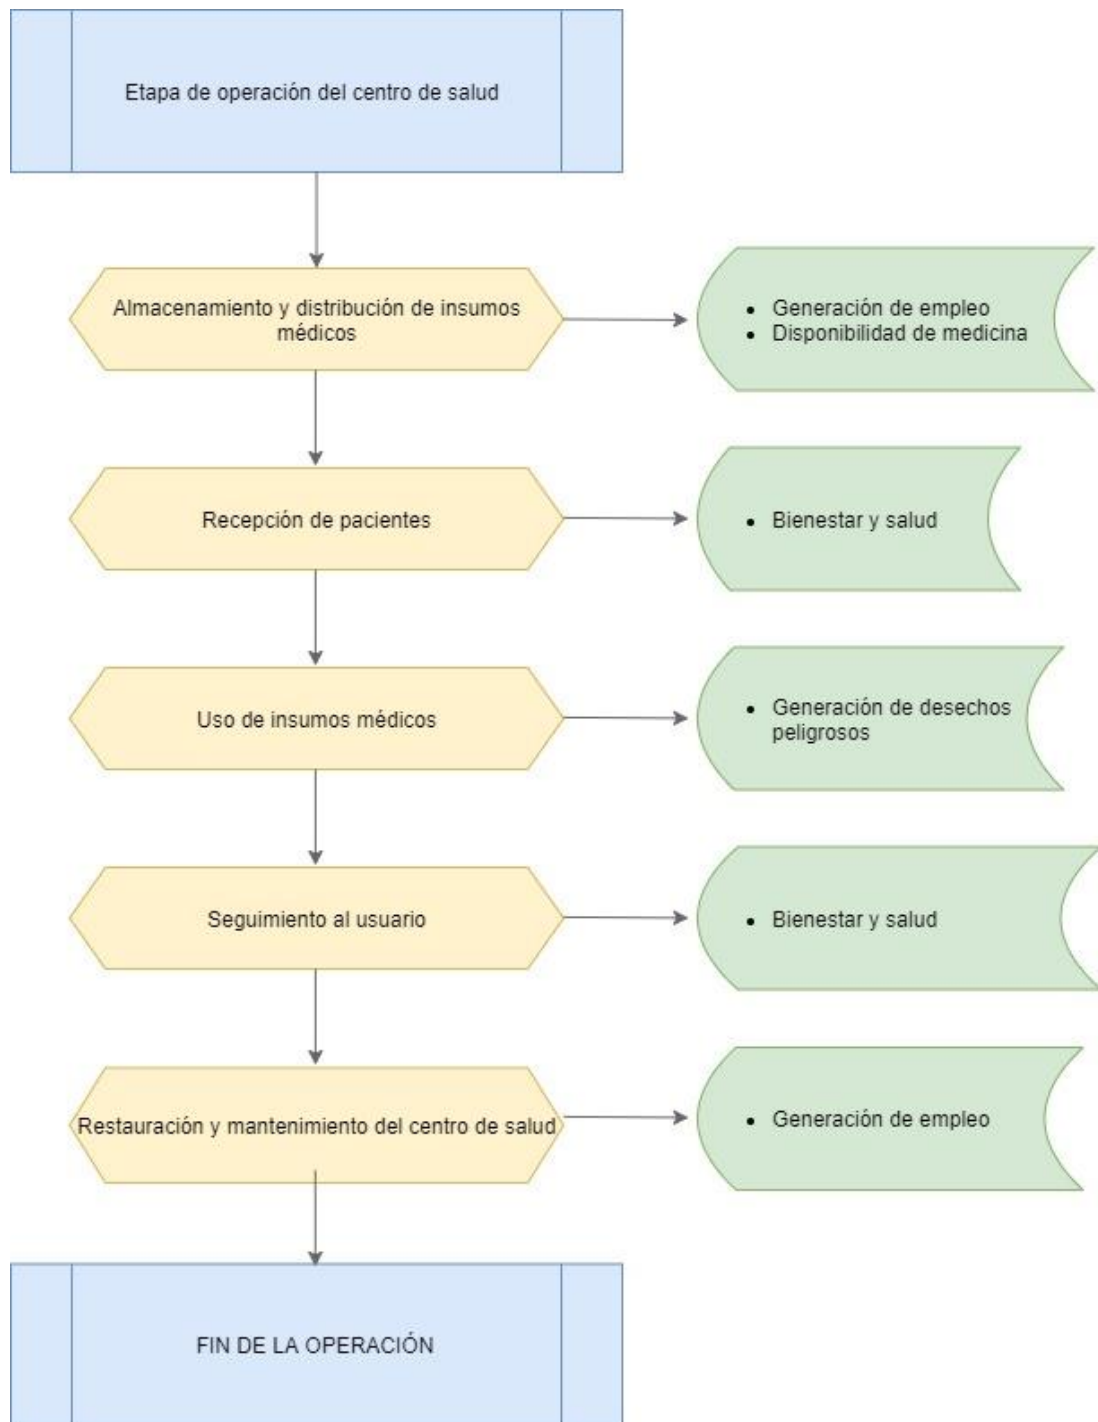 Etapa de operación del centro de salud
Almacenamiento y distribución de insumos
médicos
• Generación de empleo
• Disponibilidad de medicina
Recepción de pacientes
• Bienestar y salud
Uso de insumos médicos
• Generación de desechos
peligrosos
Seguimiento al usuario
• Bienestar y salud
Restauración y mantenimiento del centro de salud
• Generación de empleo
FIN DE LA OPERACIÓN